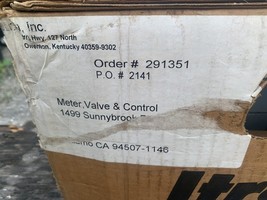 Inc.
Hwy. 127 North
Owenton, Kentucky 40359-9302
Order # 291351
P.O. # 2141
Meter, Valve & Control
1499 Sunnybrook
CA 94507-1146
Itr